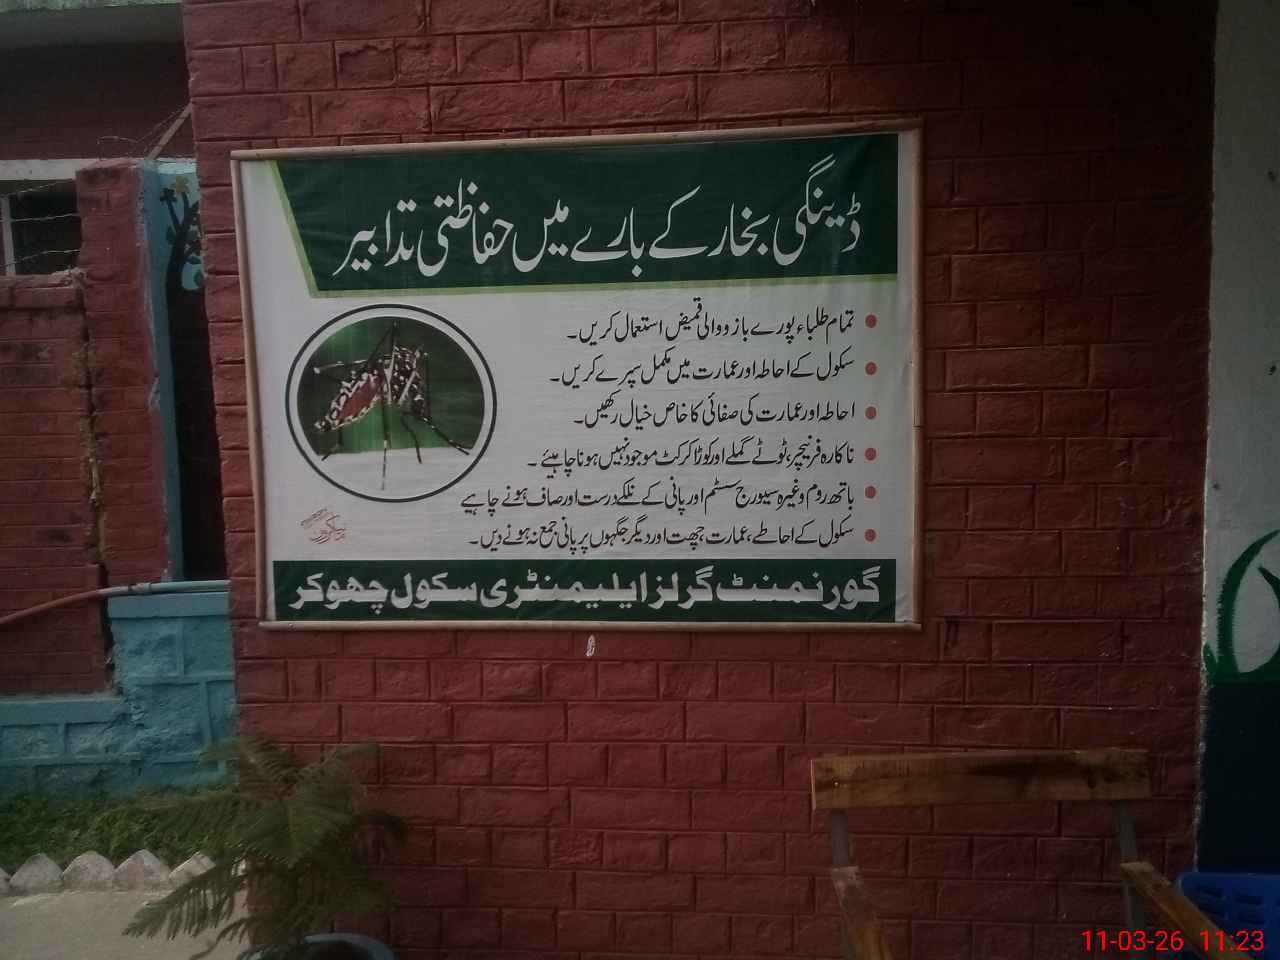 ڈینگی بخار کے بارے میں حفاظتی تدابیر
تمام طلباء پورے بازو والی قمیض استعمال کریں۔
سکول کے احاطہ اور عمارت میں مکمل سپرے کریں۔
احاطہ اور عمارت کی صفائی کا خاص خیال رکھیں۔
ناکارہ فرنیچر، ٹوٹے گملے اور کوڑا کرکٹ موجود نہیں ہونا چاہیئے۔
باتھ روم وغیرہ سیورج سسٹم اور پانی کے نلکے درست اور صاف ہونے چاہیے
سکول کے احاطے، عمارت، چھت اور دیگر جگہوں پر پانی جمع نہ ہونے دیں۔
گورنمنٹ گرلز ایلیمنٹری سکول چھوکر
11-03-26 11:23